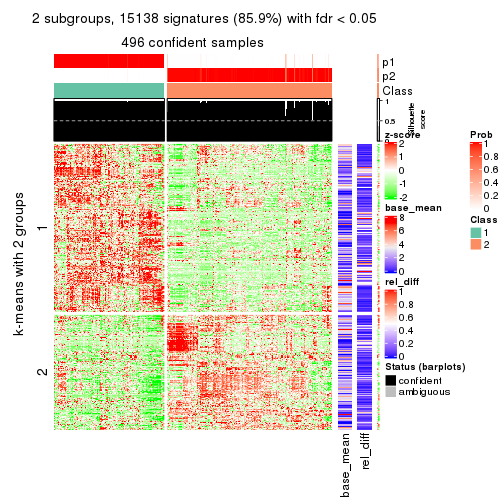 2 subgroups, 15138 signatures (85.9%) with fdr < 0.05
496 confident samples
p1
p2
Class
1
0.5
0
Silhouette
score
k-means with 2 groups
1
2
base_mean
rel_diff
z-score
2
1
0
-1
-2
base_mean
8
6
4
2
0
rel_diff
1
0.8
0.6
0.4
0.2
0
Status (barplots)
confident
ambiguous
Prob
1
0.8
0.6
0.4
0.2
0
Class
1
2